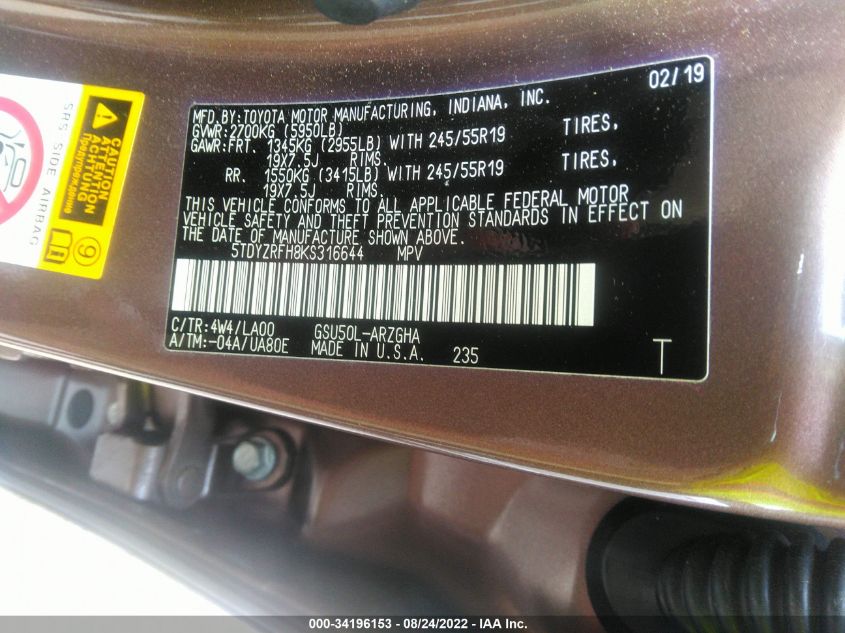 02/19
MFD.BY:TOYOTA MOTOR MANUFACTURING, INDIANA, INC.
GVWR:2700KG (5950LB)
GAWR:FRT. 1345KG (2955LB) WITH 245/55R19 TIRES,
19X7.5J RIMS.
RR. 1550KG (3415LB) WITH 245/55R19 TIRES,
19X7.5J RIMS.
THIS VEHICLE CONFORMS TO ALL APPLICABLE FEDERAL MOTOR
VEHICLE SAFETY AND THEFT PREVENTION STANDARDS IN EFFECT ON
THE DATE OF MANUFACTURE SHOWN ABOVE.
5TDYZRFH8KS316644 MPV
C/TR:4W4/LA00 GSU50L-ARZGHA
A/TM:-04A/UA80E MADE IN U.S.A. 235
T
SRS SIDE AIRBAG
CAUTION
ATTENTION
ACHTUNG
Предупреждение
9
000-34196153 - 08/24/2022 - IAA Inc.